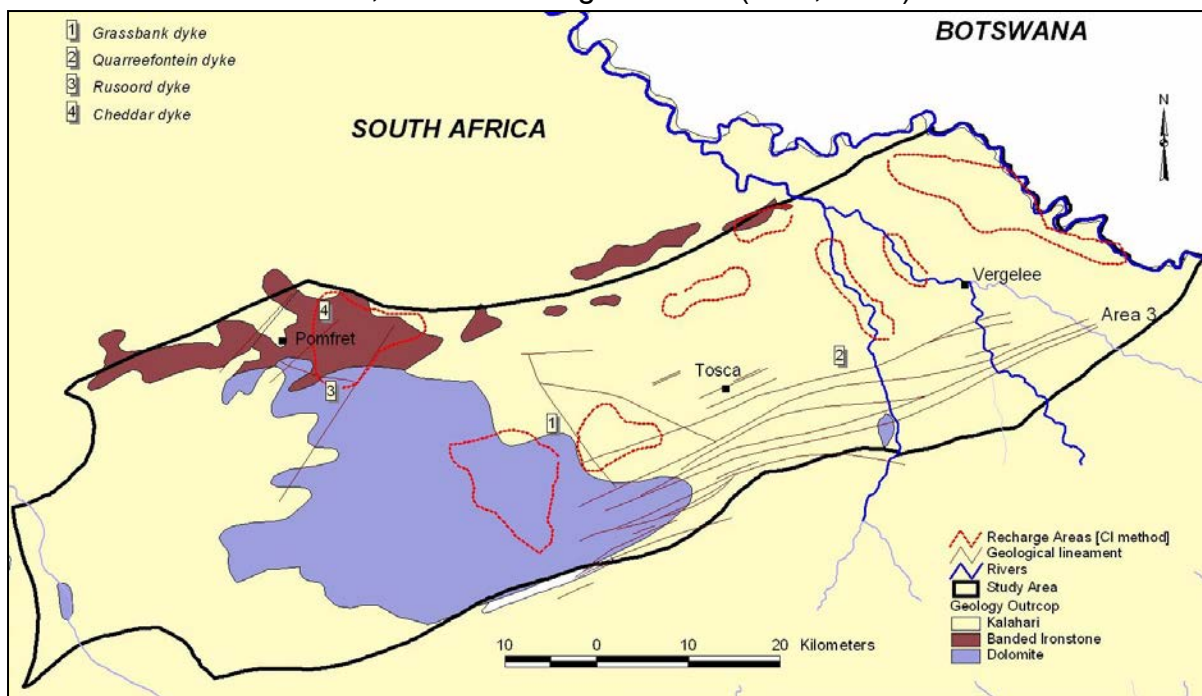 1 Grassbank dyke
2 Quarreefontein dyke
3 Rusoord dyke
4 Cheddar dyke
BOTSWANA
SOUTH AFRICA
N
Vergelee
Area 3
4
Pomfret
2
Tosca
3
1
Recharge Areas [Cl method]
Geological lineament
Rivers
Study Area
Geology Outrcop
Kalahari
Banded Ironstone
Dolomite
10 0 10 20 Kilometers